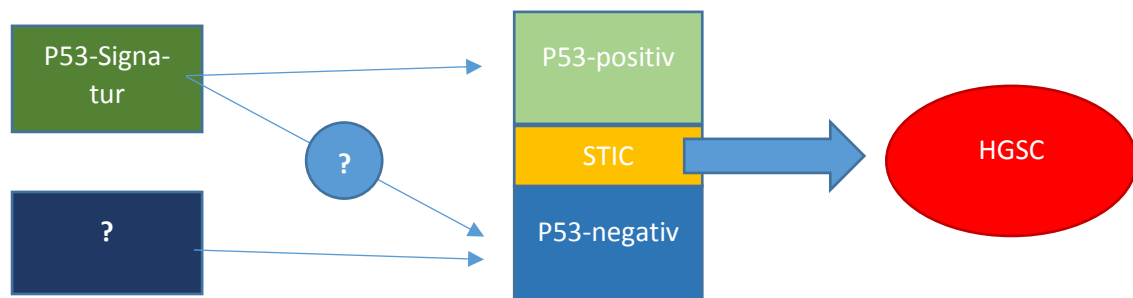 P53-Signa-
tur
?
?
P53-positiv
STIC
P53-negativ
HGSC